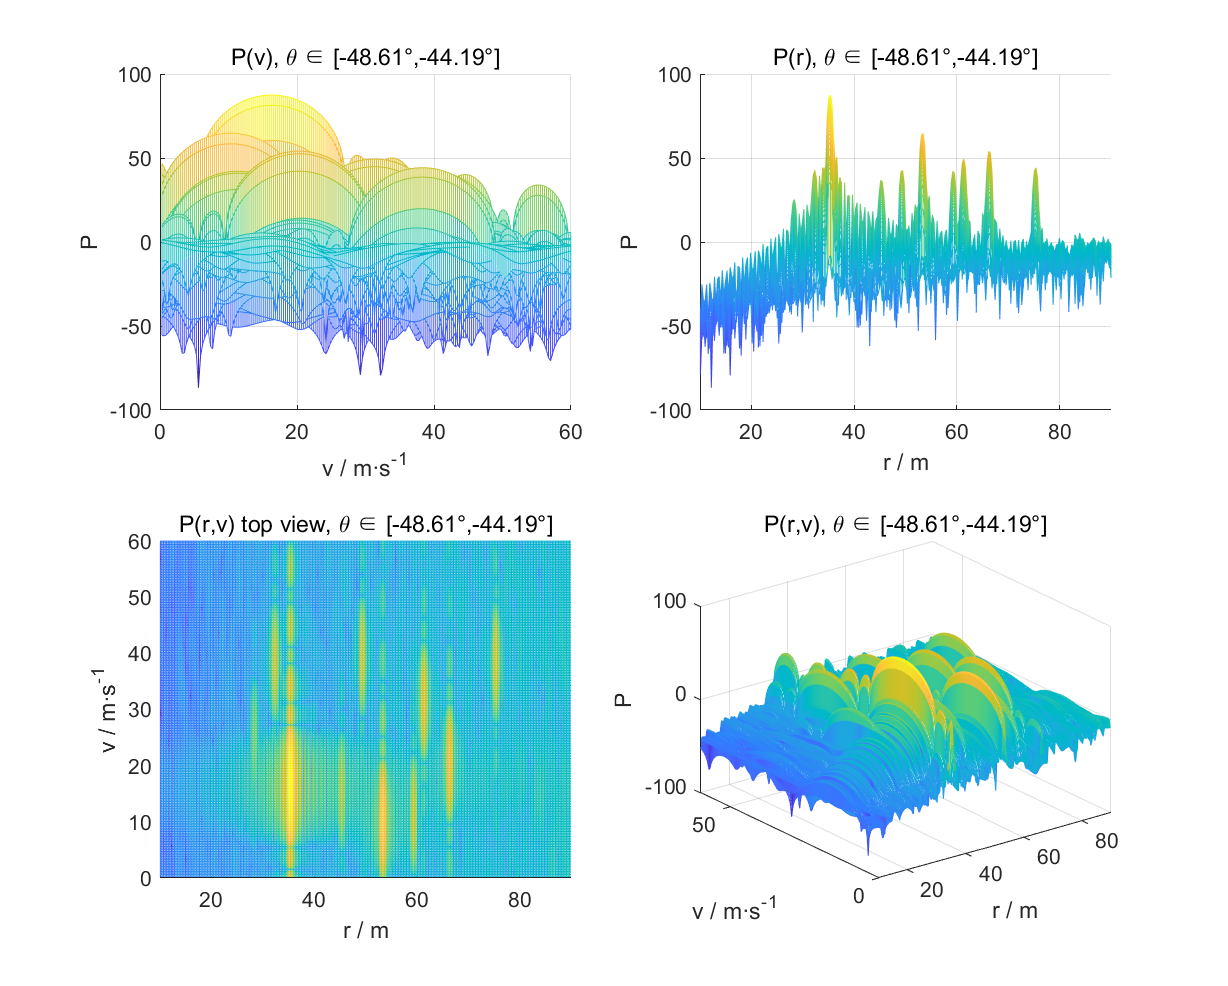 P(v), θ ∈ [-48.61°,-44.19°]
100
50
0
-50
-100
P
0
20
40
60
v / m·s-1
P(r), θ ∈ [-48.61°,-44.19°]
100
50
0
-50
-100
P
20
40
60
80
r / m
P(r,v) top view, θ ∈ [-48.61°,-44.19°]
60
50
40
30
20
10
0
v / m·s-1
20
40
60
80
r / m
P(r,v), θ ∈ [-48.61°,-44.19°]
100
0
-100
P
50
0
v / m·s-1
20
40
60
80
r / m